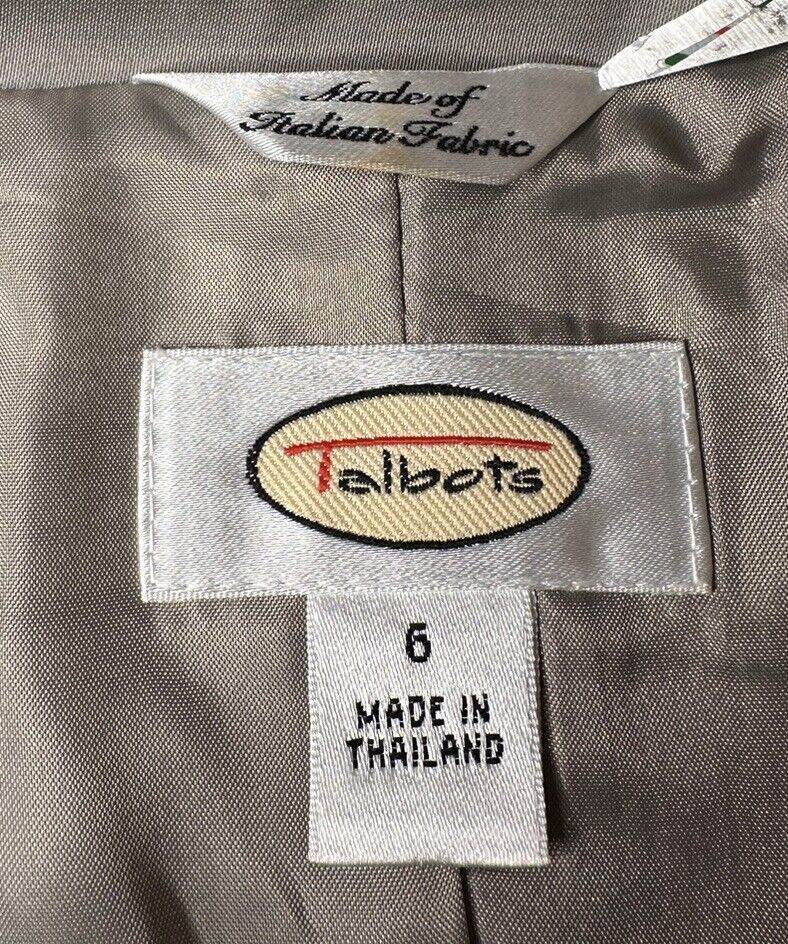 Made of
Italian Fabric
Talbots
6
MADE IN
THAILAND